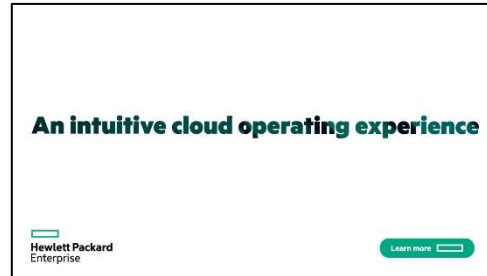 An intuitive cloud operating experience
Hewlett Packard
Enterprise
Learn more